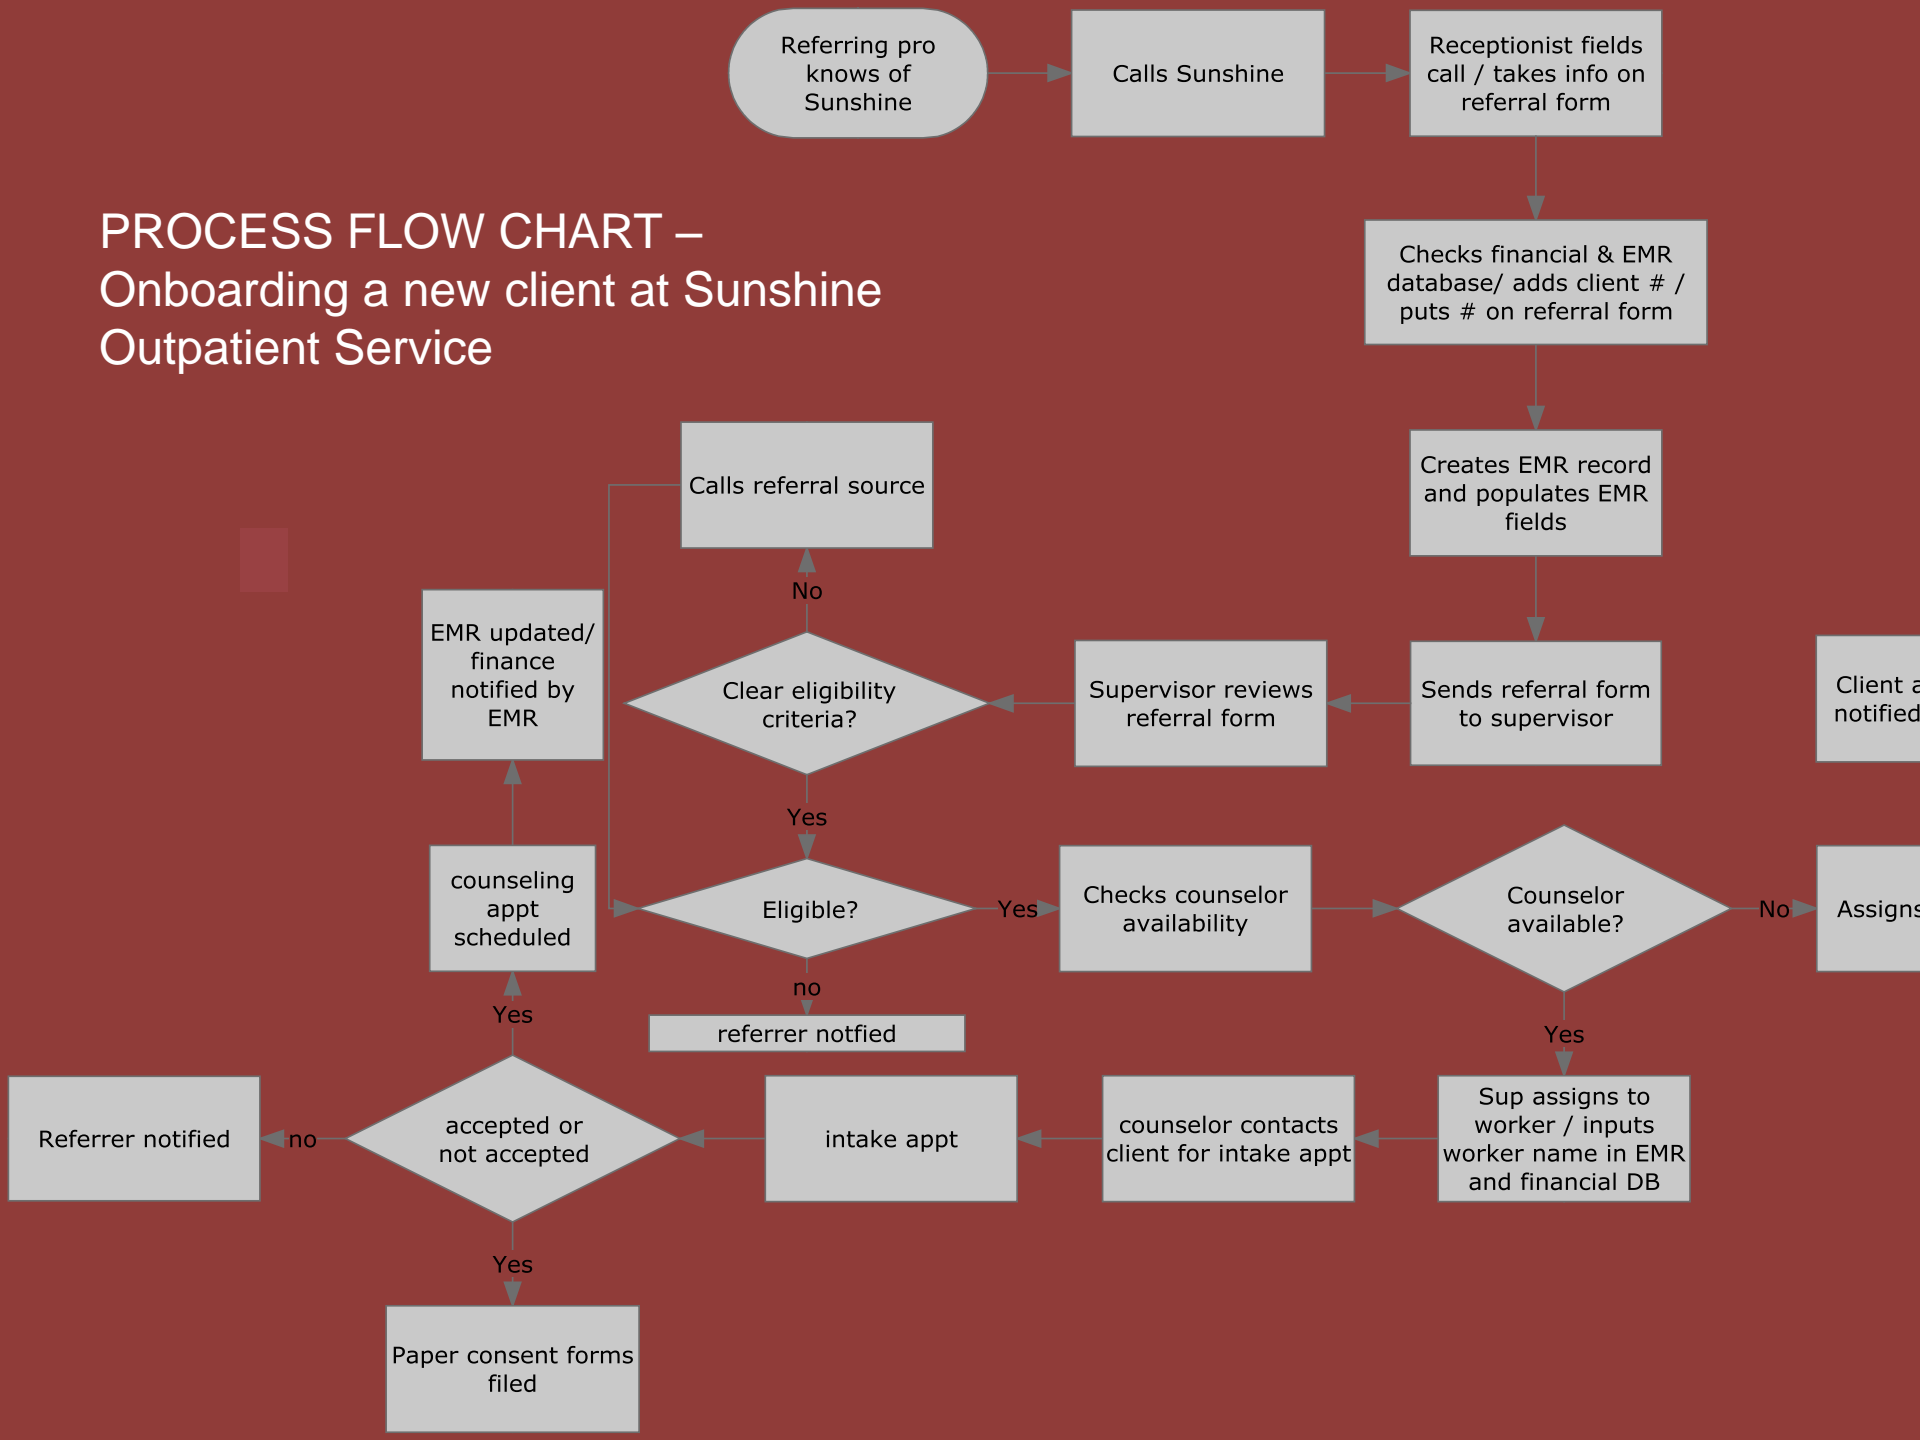 Referring pro
knows of
Sunshine
Calls Sunshine
Receptionist fields
call / takes info on
referral form
PROCESS FLOW CHART –
Onboarding a new client at Sunshine
Outpatient Service
Checks financial & EMR
database/ adds client # /
puts # on referral form
Calls referral source
Creates EMR record
and populates EMR
fields
No
EMR updated/
finance
notified by
EMR
Clear eligibility
criteria?
Supervisor reviews
referral form
Sends referral form
to supervisor
Client
notified
Yes
counseling
appt
scheduled
Eligible?
Yes
Checks counselor
availability
Counselor
available?
No
Assigns
no
referrer notfied
Yes
Yes
Referrer notified
no
accepted or
not accepted
intake appt
counselor contacts
client for intake appt
Sup assigns to
worker / inputs
worker name in EMR
and financial DB
Yes
Paper consent forms
filed